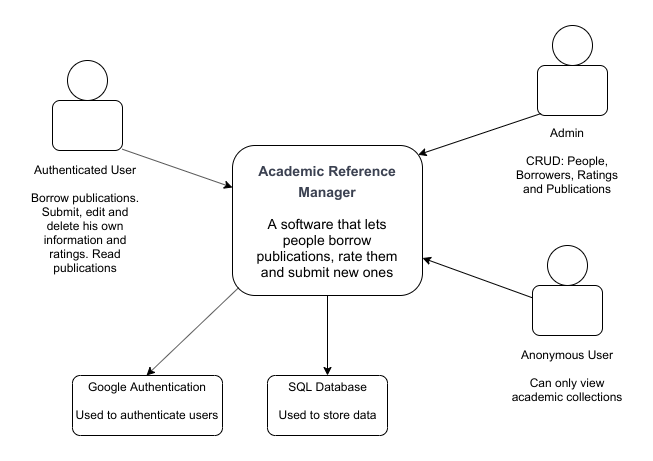 Authenticated User
Borrow publications.
Submit, edit and
delete his own
information and
ratings. Read
publications
Academic Reference
Manager
A software that lets
people borrow
publications, rate them
and submit new ones
Admin
CRUD: People,
Borrowers, Ratings
and Publications
Anonymous User
Can only view
academic collections
Google Authentication
Used to authenticate users
SQL Database
Used to store data